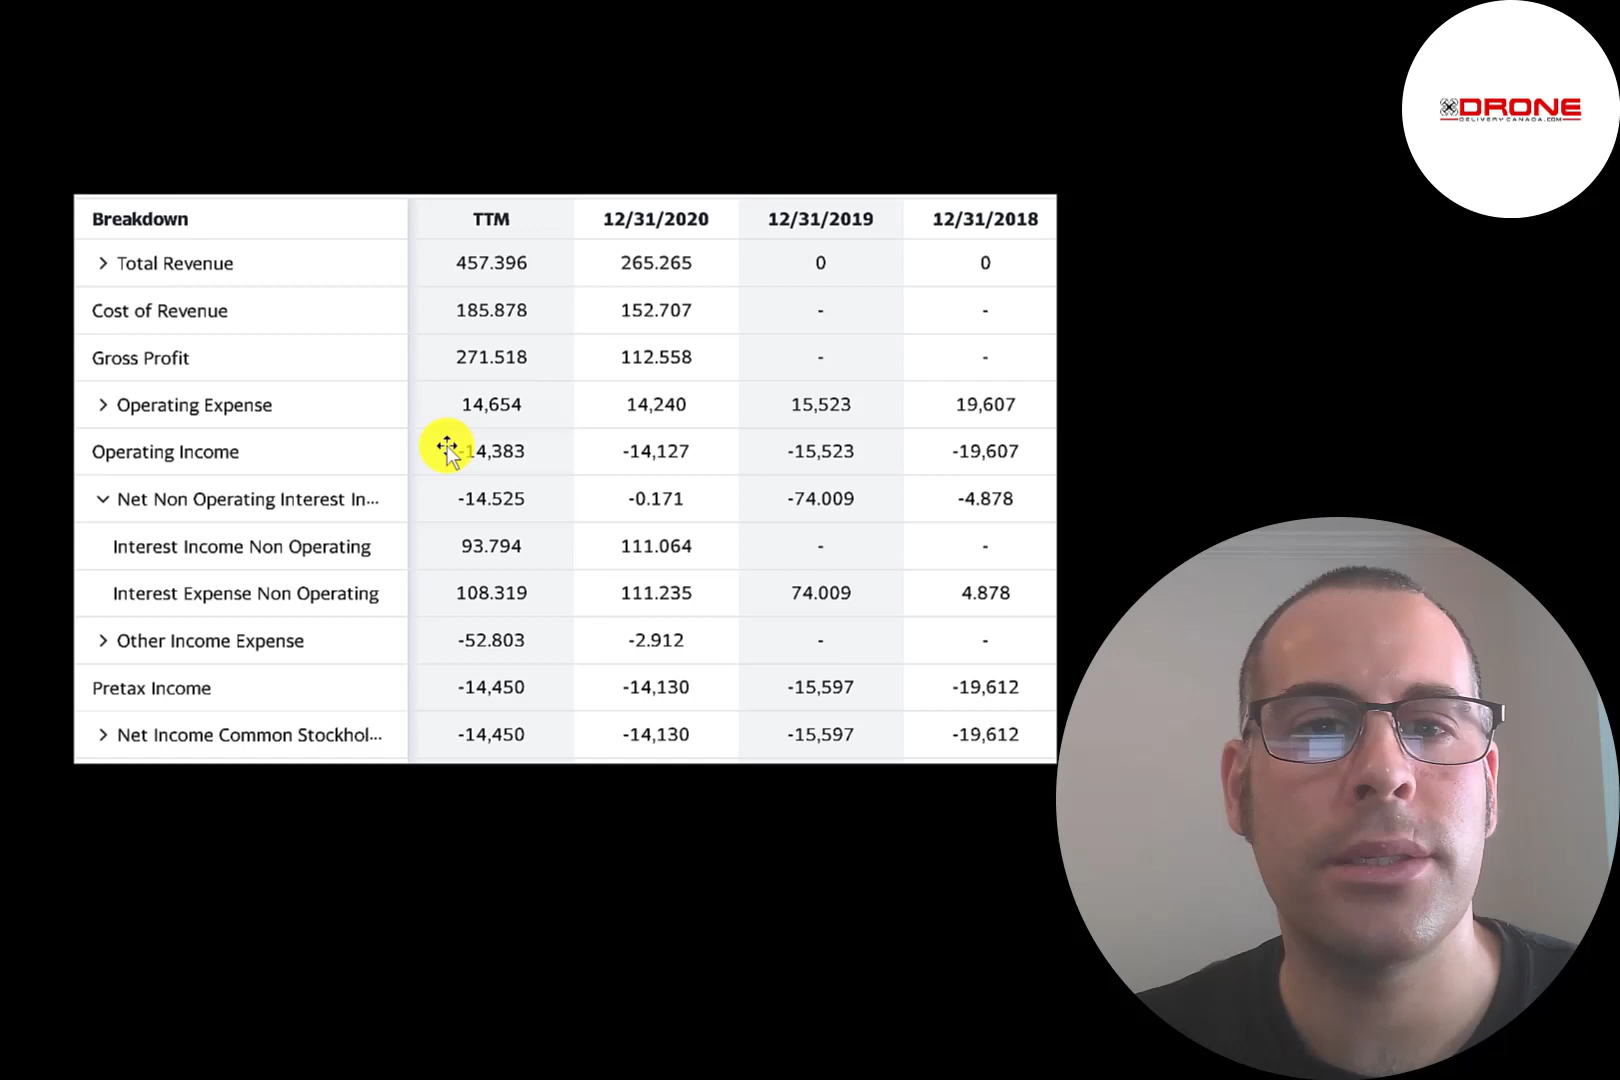 DRONE
DELIVERY CANADA.COM
Breakdown TTM 12/31/2020 12/31/2019 12/31/2018
Total Revenue 457.396 265.265 0 0
Cost of Revenue 185.878 152.707 - -
Gross Profit 271.518 112.558 - -
Operating Expense 14,654 14,240 15,523 19,607
Operating Income -14,383 -14,127 -15,523 -19,607
Net Non Operating Interest In... -14.525 -0.171 -74.009 -4.878
Interest Income Non Operating 93.794 111.064 - -
Interest Expense Non Operating 108.319 111.235 74.009 4.878
Other Income Expense -52.803 -2.912 - -
Pretax Income -14,450 -14,130 -15,597 -19,612
Net Income Common Stockhol... -14,450 -14,130 -15,597 -19,612